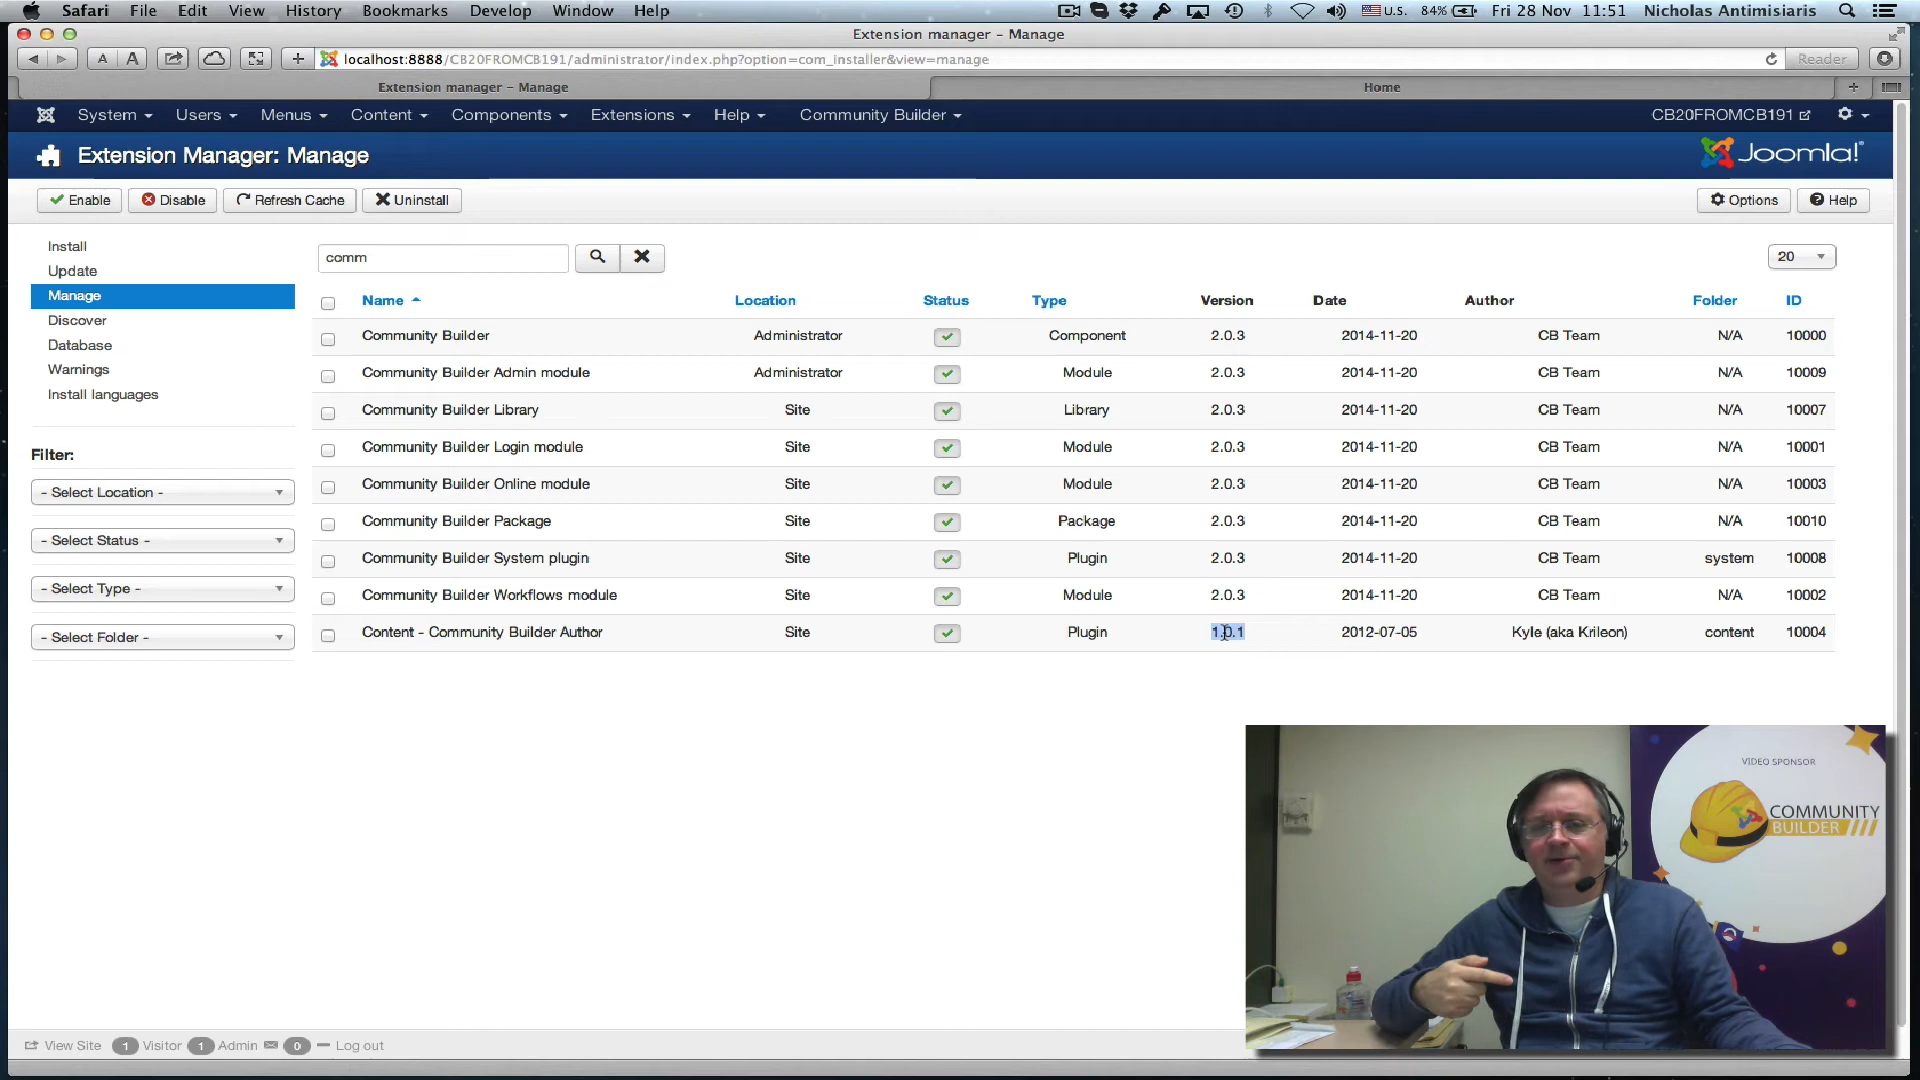 Safari File Edit View History Bookmarks Develop Window Help U.S. 84% Fri 28 Nov 11:51 Nicholas Antimisiaris
Extension manager - Manage
A A localhost:8888/CB20FROMCB191/administrator/index.php?option=com_installer&view=manage Reader
Extension manager - Manage Home
System Users Menus Content Components Extensions Help Community Builder CB20FROMCB191
Extension Manager: Manage Joomla!
Enable Disable Refresh Cache Uninstall Options Help
Install
Update
Manage
Discover
Database
Warnings
Install languages
Filter:
- Select Location -
- Select Status -
- Select Type -
- Select Folder -
comm 20
Name Location Status Type Version Date Author Folder ID
Community Builder Administrator Component 2.0.3 2014-11-20 CB Team N/A 10000
Community Builder Admin module Administrator Module 2.0.3 2014-11-20 CB Team N/A 10009
Community Builder Library Site Library 2.0.3 2014-11-20 CB Team N/A 10007
Community Builder Login module Site Module 2.0.3 2014-11-20 CB Team N/A 10001
Community Builder Online module Site Module 2.0.3 2014-11-20 CB Team N/A 10003
Community Builder Package Site Package 2.0.3 2014-11-20 CB Team N/A 10010
Community Builder System plugin Site Plugin 2.0.3 2014-11-20 CB Team system 10008
Community Builder Workflows module Site Module 2.0.3 2014-11-20 CB Team N/A 10002
Content - Community Builder Author Site Plugin 1.0.1 2012-07-05 Kyle (aka Krileon) content 10004
VIDEO SPONSOR
COMMUNITY
BUILDER
View Site 1 Visitor 1 Admin 0 Log out